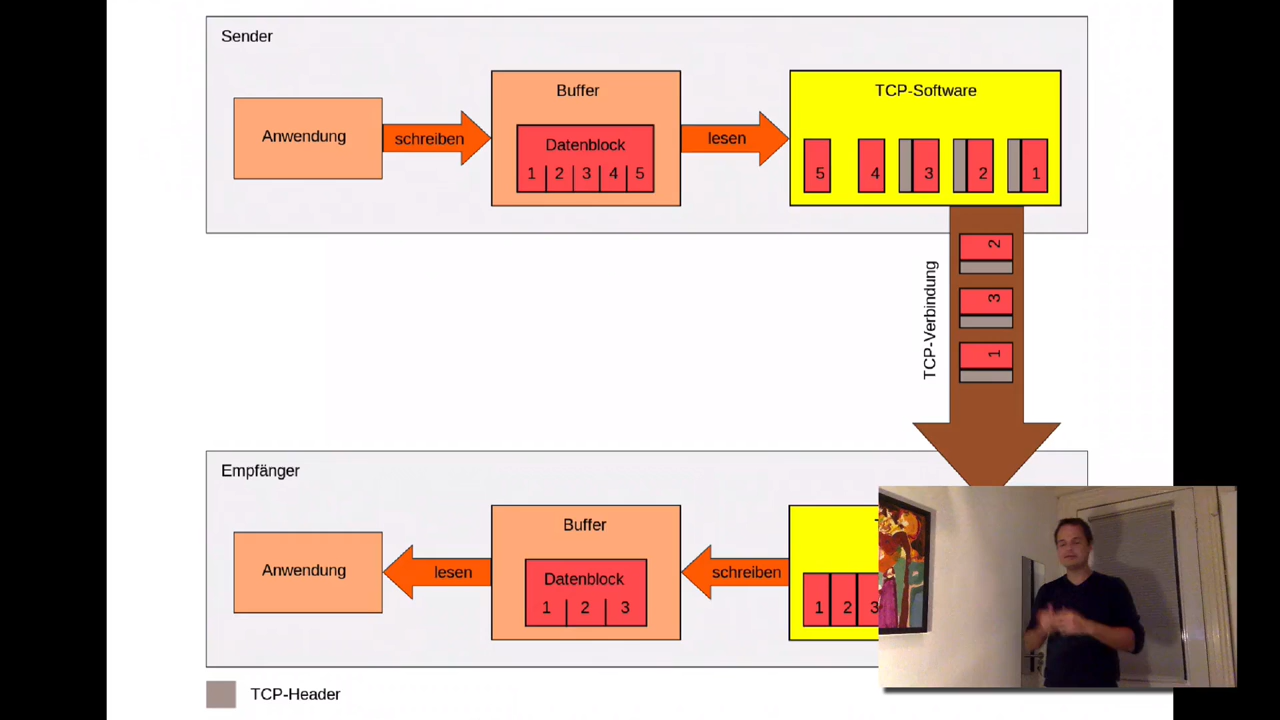 Sender
Anwendung
schreiben
Buffer
Datenblock
1 2 3 4 5
lesen
TCP-Software
5 4 3 2 1
TCP-Verbindung
2
3
1
Empfänger
Anwendung
lesen
Buffer
Datenblock
1 2 3
schreiben
1 2 3
TCP-Header